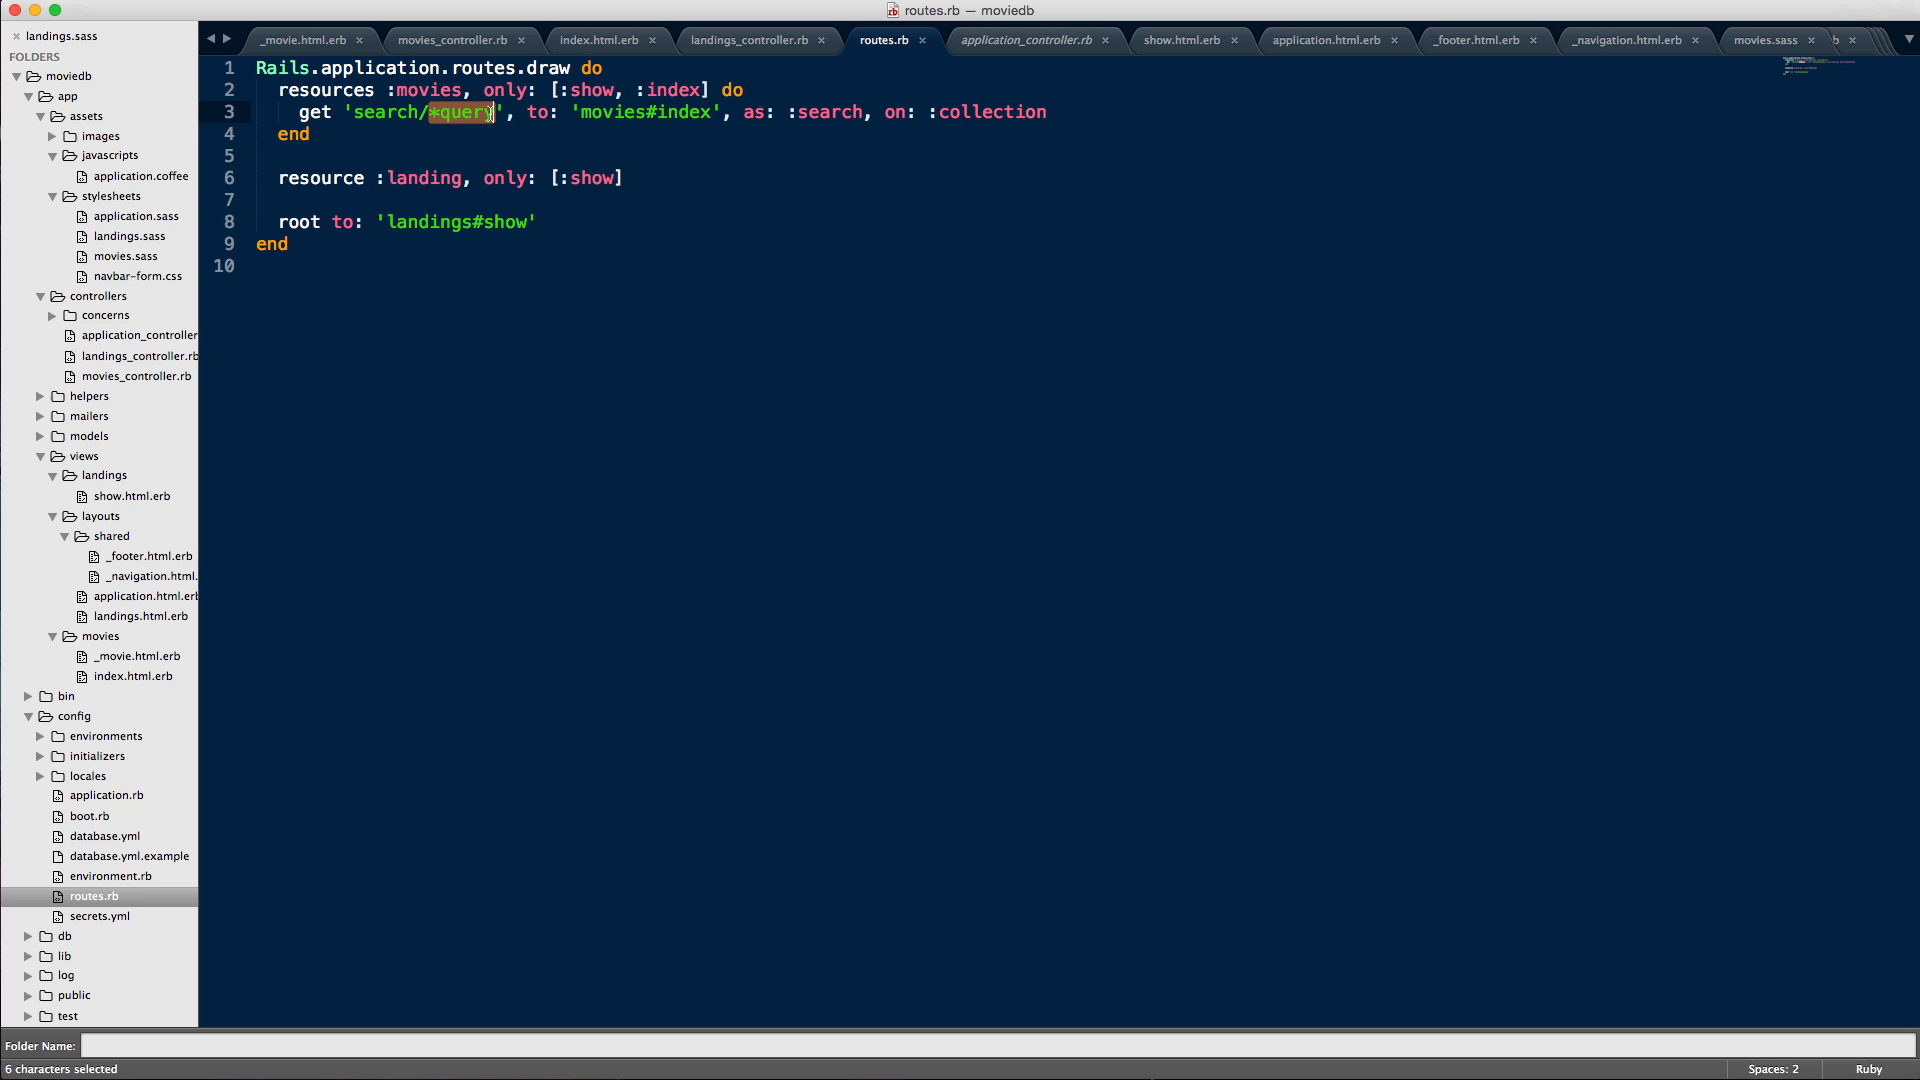 routes.rb — moviedb
landings.sass
_movie.html.erb
movies_controller.rb
index.html.erb
landings_controller.rb
routes.rb
application_controller.rb
show.html.erb
application.html.erb
_footer.html.erb
_navigation.html.erb
movies.sass
b
FOLDERS
moviedb
app
assets
images
javascripts
application.coffee
stylesheets
application.sass
landings.sass
movies.sass
navbar-form.css
controllers
concerns
application_controller
landings_controller.rb
movies_controller.rb
helpers
mailers
models
views
landings
show.html.erb
layouts
shared
_footer.html.erb
_navigation.html.
application.html.erb
landings.html.erb
movies
_movie.html.erb
index.html.erb
bin
config
environments
initializers
locales
application.rb
boot.rb
database.yml
database.yml.example
environment.rb
routes.rb
secrets.yml
db
lib
log
public
test
1 Rails.application.routes.draw do
2 resources :movies, only: [:show, :index] do
3 get 'search/*query', to: 'movies#index', as: :search, on: :collection
4 end
5
6 resource :landing, only: [:show]
7
8 root to: 'landings#show'
9 end
10
Folder Name:
6 characters selected
Spaces: 2
Ruby